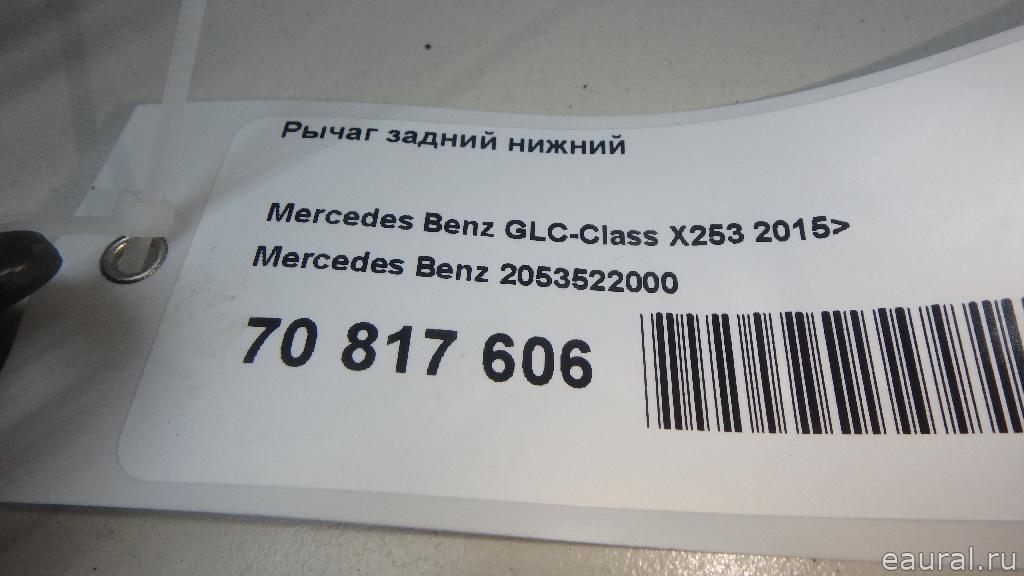 Рычаг задний нижний
Mercedes Benz GLC-Class X253 2015>
Mercedes Benz 2053522000
70 817 606
eaural.ru